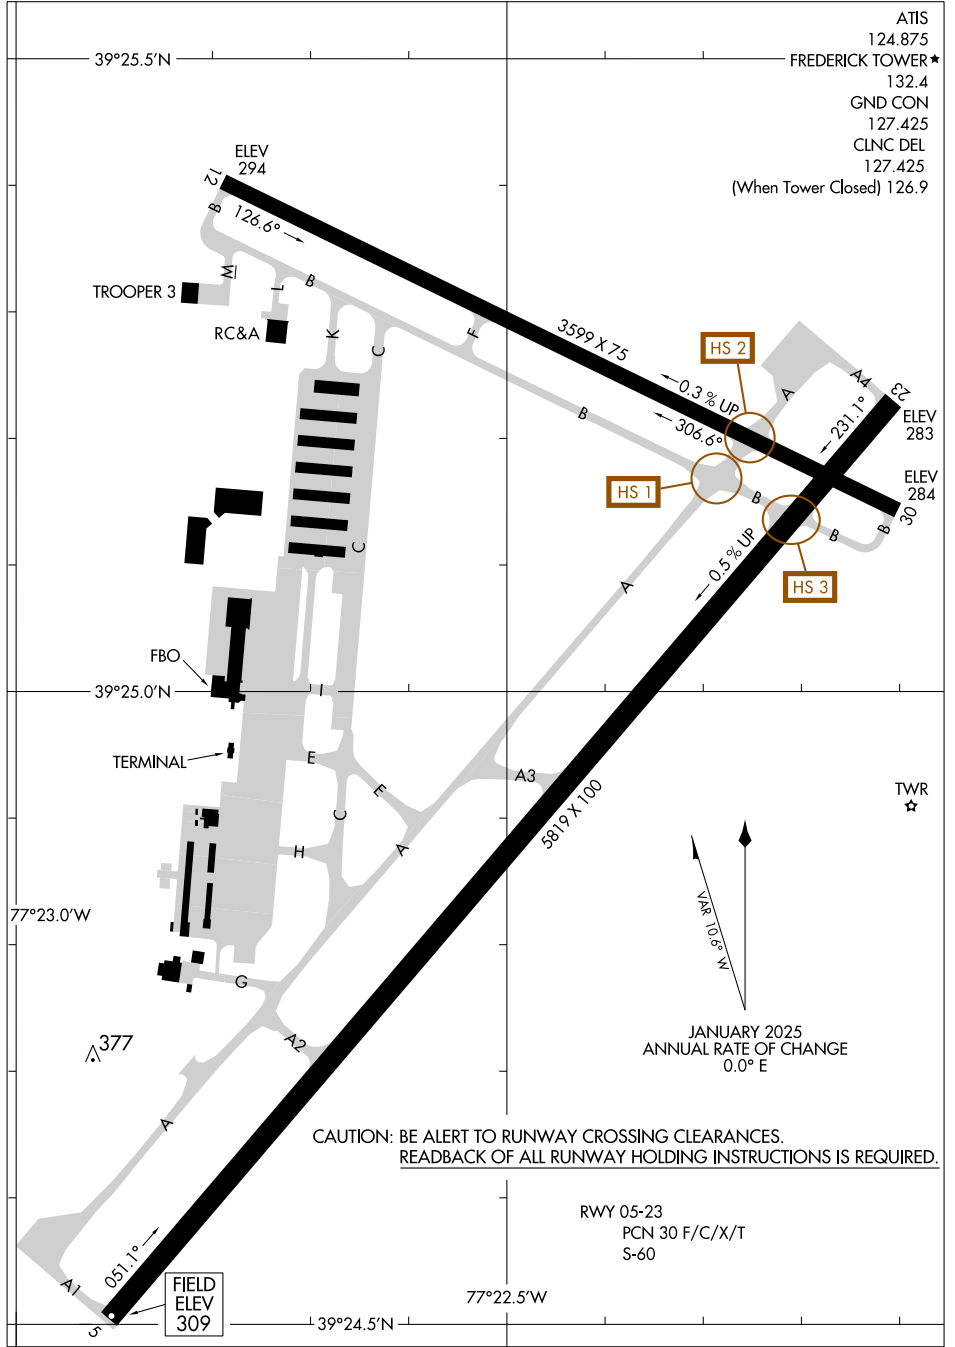 ATIS
124.875
FREDERICK TOWER★
132.4
GND CON
127.425
CLNC DEL
127.425
(When Tower Closed) 126.9
39°25.5'N
ELEV
294
12
B
126.6°
M
L
B
TROOPER 3
RC&A
K
C
F
3599 X 75
HS 2
0.3 % UP
306.6°
A
A4
23
231.1°
ELEV
283
B
HS 1
B
ELEV
284
30
B
B
HS 3
0.5 % UP
C
A
FBO
39°25.0'N
I
TERMINAL
E
E
A3
C
5819 X 100
TWR
H
A
77°23.0'W
VAR 10.6° W
G
A2
377
JANUARY 2025
ANNUAL RATE OF CHANGE
0.0° E
A
CAUTION: BE ALERT TO RUNWAY CROSSING CLEARANCES.
READBACK OF ALL RUNWAY HOLDING INSTRUCTIONS IS REQUIRED.
RWY 05-23
PCN 30 F/C/X/T
S-60
051.1°
A1
5
FIELD
ELEV
309
77°22.5'W
39°24.5'N